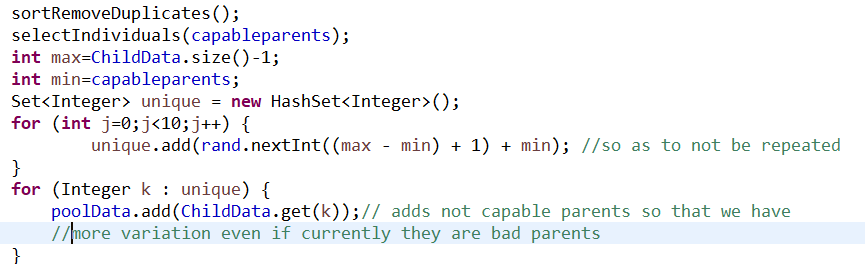 sortRemoveDuplicates();
selectIndividuals(capableparents);
int max=ChildData.size()-1;
int min=capableparents;
Set<Integer> unique = new HashSet<Integer>();
for (int j=0;j<10;j++) {
        unique.add(rand.nextInt((max - min) + 1) + min); //so as to not be repeated
}
for (Integer k : unique) {
    poolData.add(ChildData.get(k));// adds not capable parents so that we have
    //more variation even if currently they are bad parents
}